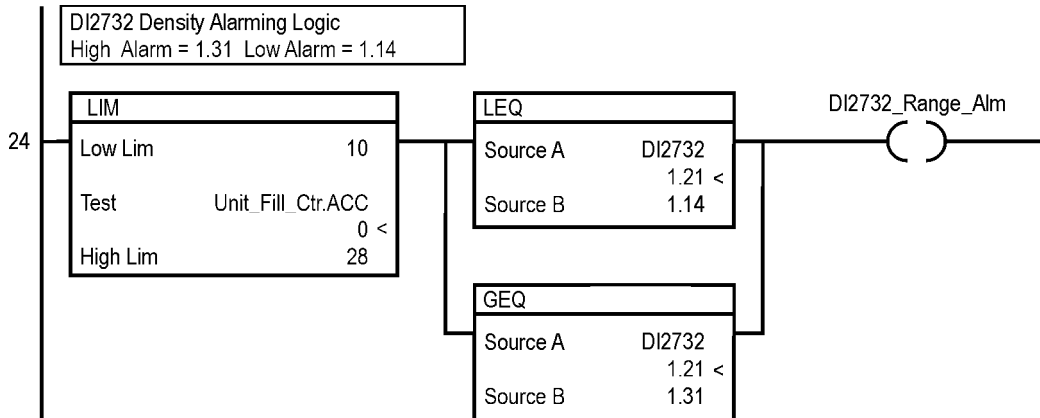 DI2732 Density Alarming Logic
High Alarm = 1.31 Low Alarm = 1.14
DI2732_Range_Alm
24
LIM
Low Lim 10
Test Unit_Fill_Ctr.ACC
0 <
High Lim 28
LEQ
Source A DI2732
1.21 <
Source B 1.14
GEQ
Source A DI2732
1.21 <
Source B 1.31